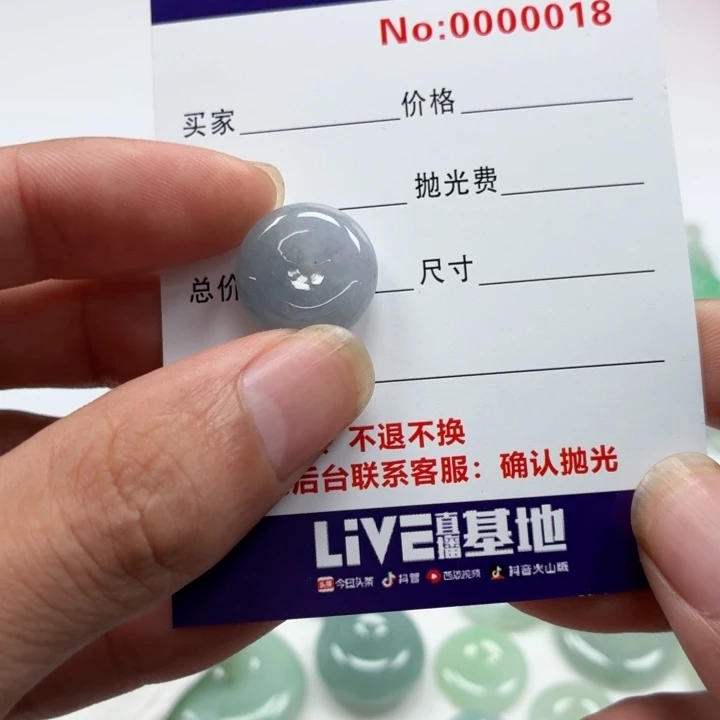 No:0000018
买家 价格
抛光费
总价 尺寸
不退不换
后台联系客服：确认抛光
LiVE直播基地
头条 今日头条 抖音 西瓜视频 抖音火山版